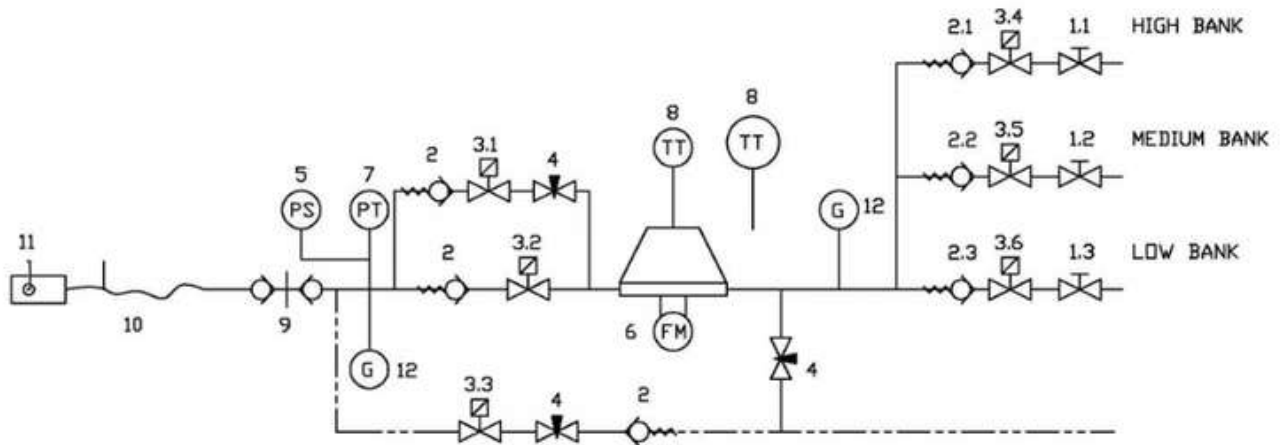 3.4
2.1 1.1 HIGH BANK
8
8 3.5
TT 2.2 1.2 MEDIUM BANK
TT
3.1
2 4
5 7
PS PT
G 12
11 3.2 3.6
2 2.3 1.3 LOW BANK
10 9 6 FM
G 12 4
3.3 4 2